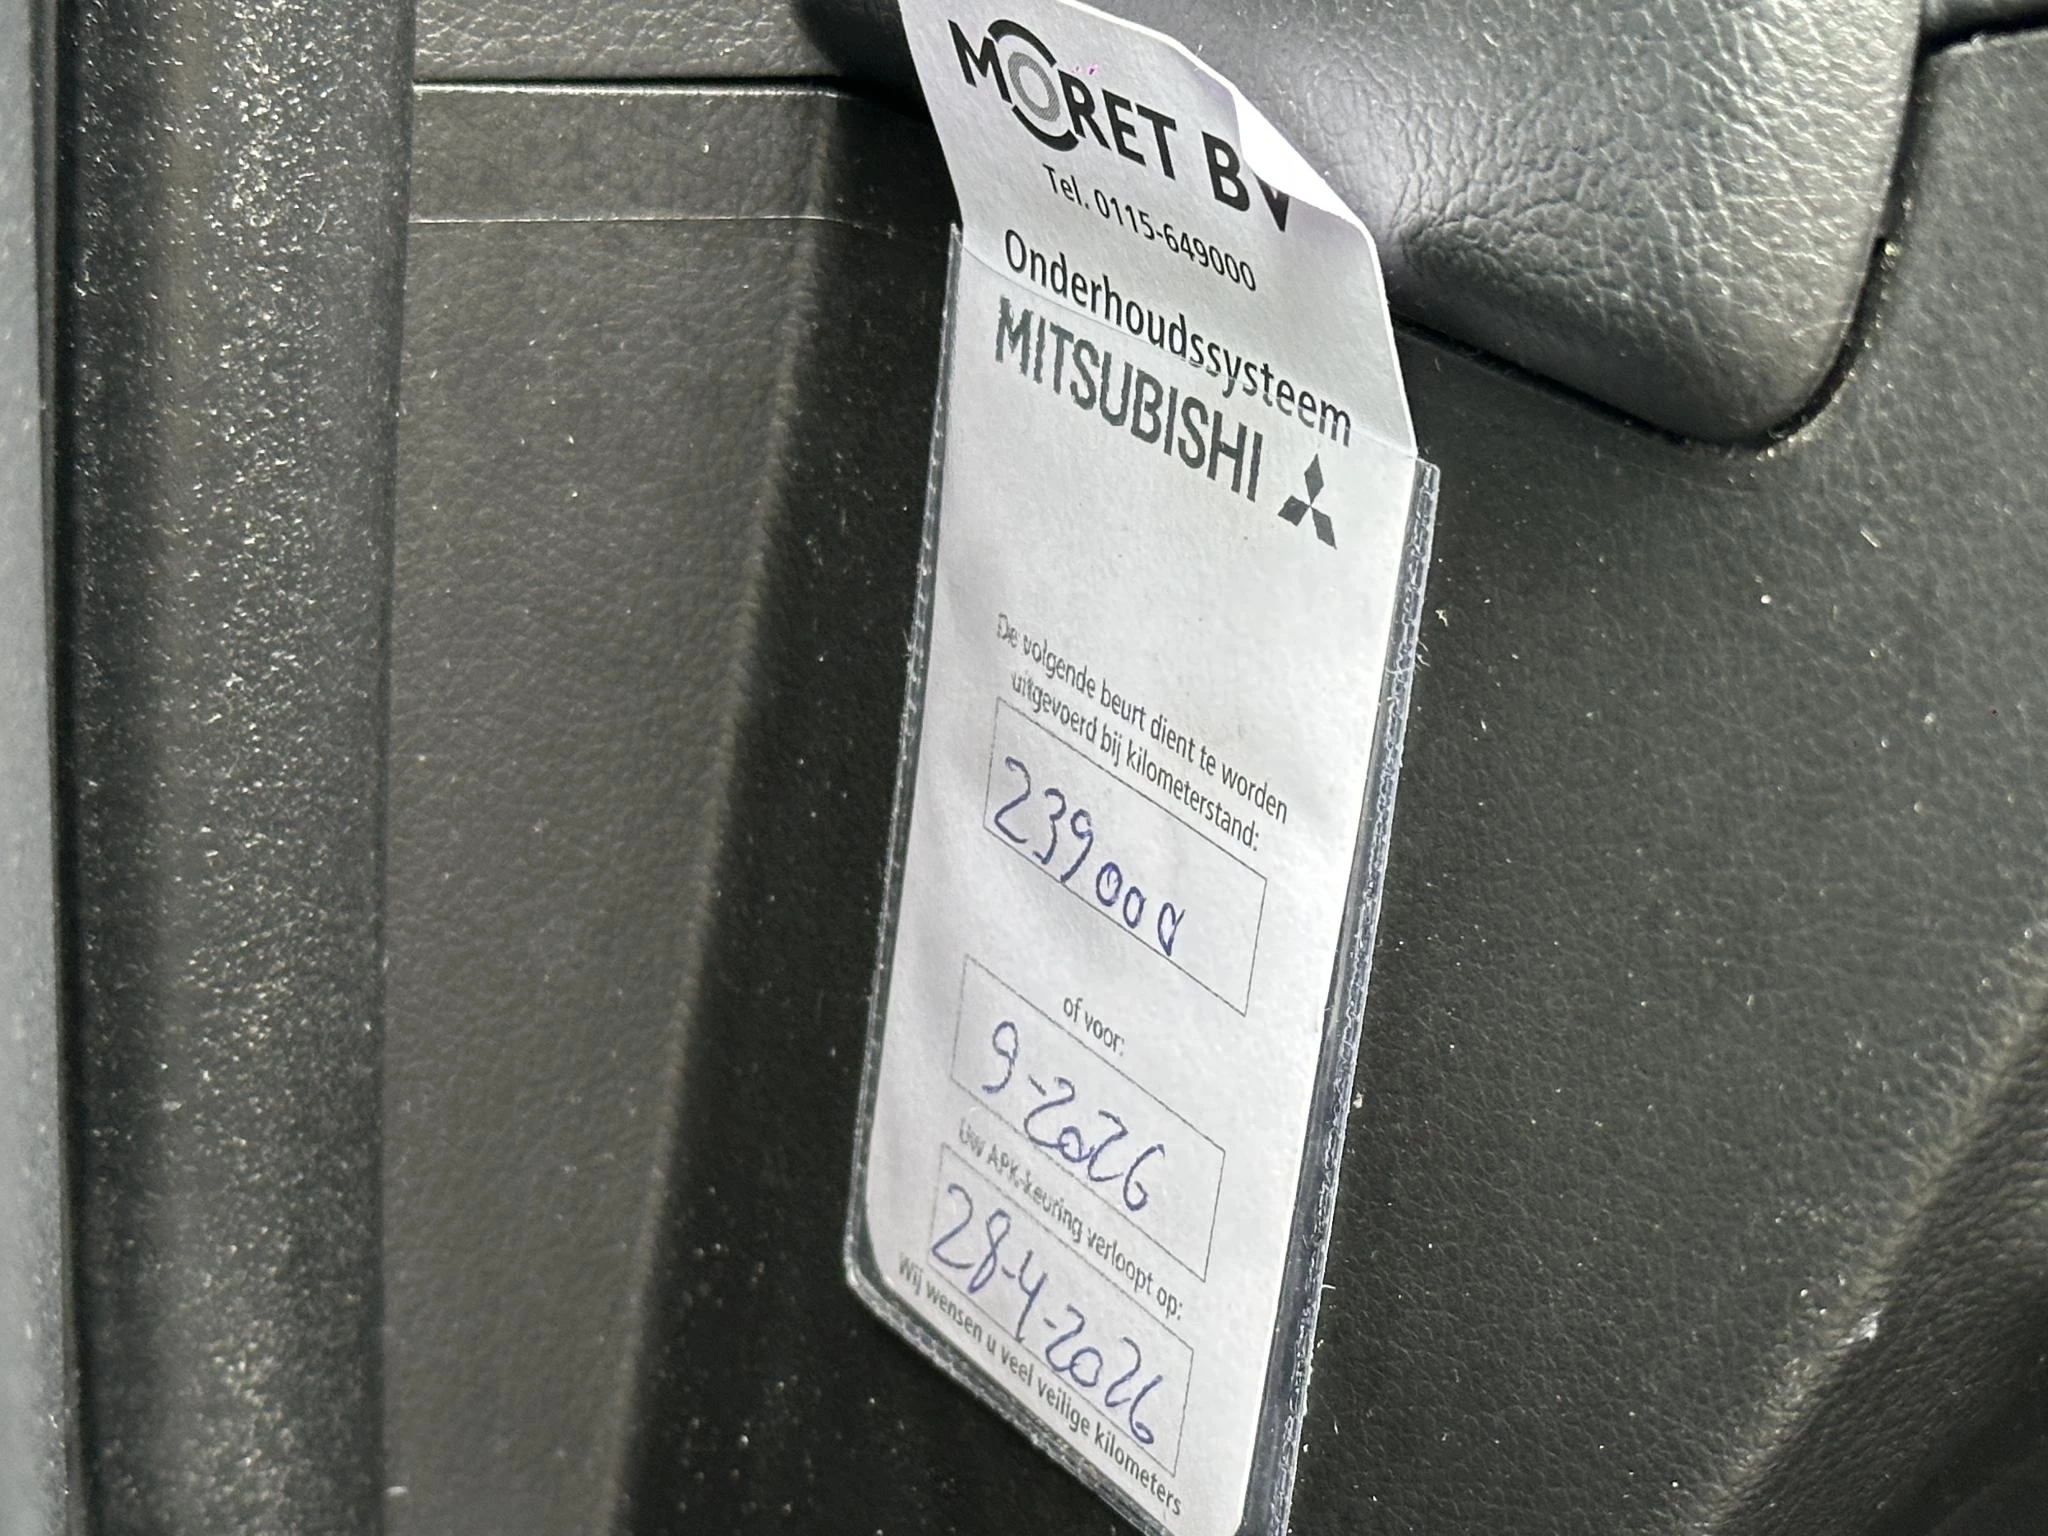 MORET BV
Tel. 0115-649000
Onderhoudssysteem
MITSUBISHI
De volgende beurt dient te worden
uitgevoerd bij kilometerstand:
239000
of voor:
9-2026
Uw APK-keuring verloopt op:
28-4-2026
Wij wensen u veel veilige kilometers